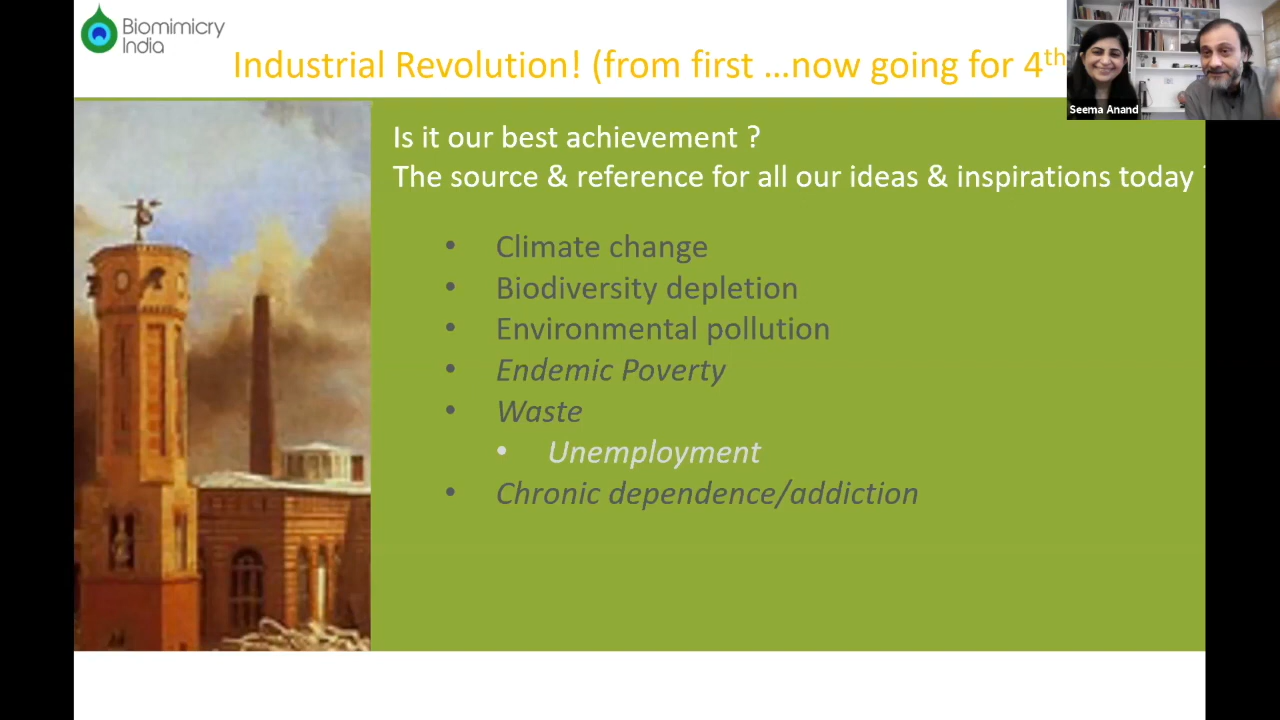 Biomimicry
India
Industrial Revolution! (from first ...now going for 4th
Seema Anand
Is it our best achievement ?
The source & reference for all our ideas & inspirations today
• Climate change
• Biodiversity depletion
• Environmental pollution
• Endemic Poverty
• Waste
• Unemployment
• Chronic dependence/addiction